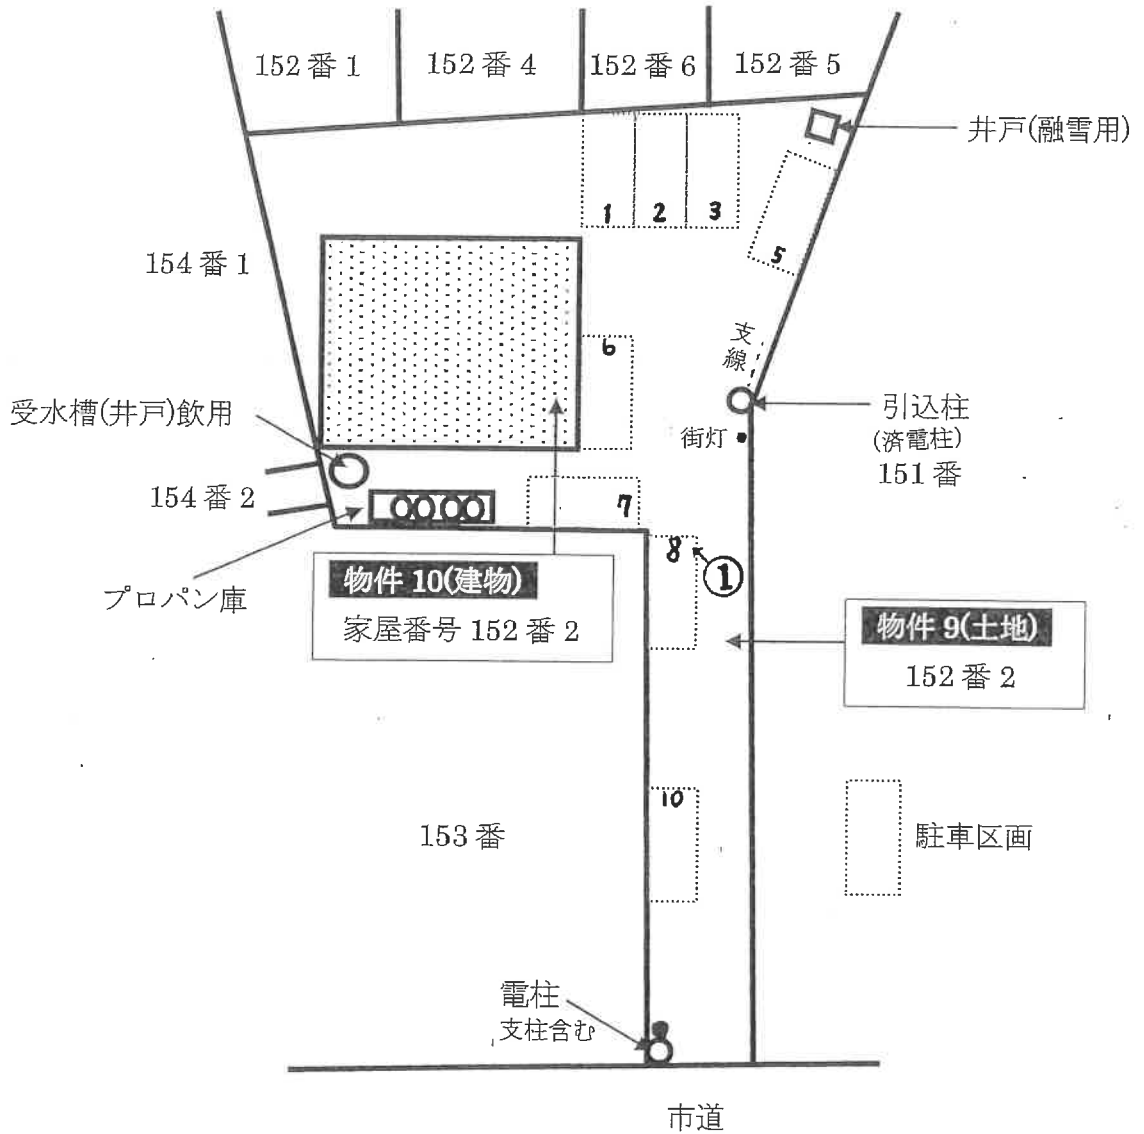 152番1
152番4
152番6
152番5
井戸(融雪用)
1
2
3
5
154番1
支線
6
受水槽(井戸)飲用
引込柱
(済電柱)
街灯
151番
154番2
7
8
①
プロパン庫
物件10(建物)
家屋番号 152番2
物件9(土地)
152番2
10
153番
駐車区画
電柱
支柱含む
市道